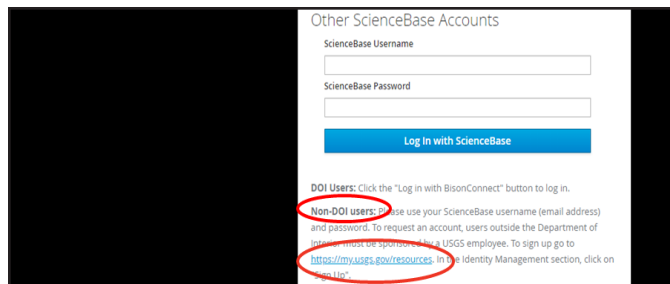 Other ScienceBase Accounts
ScienceBase Username
ScienceBase Password
Log In with ScienceBase
DOI Users: Click the "Log in with BisonConnect" button to log in.
Non-DOI users: Please use your ScienceBase username (email address)
and password. To request an account, users outside the Department of
Interior must be sponsored by a USGS employee. To sign up go to
https://my.usgs.gov/resources. In the Identity Management section, click on
"Sign Up".